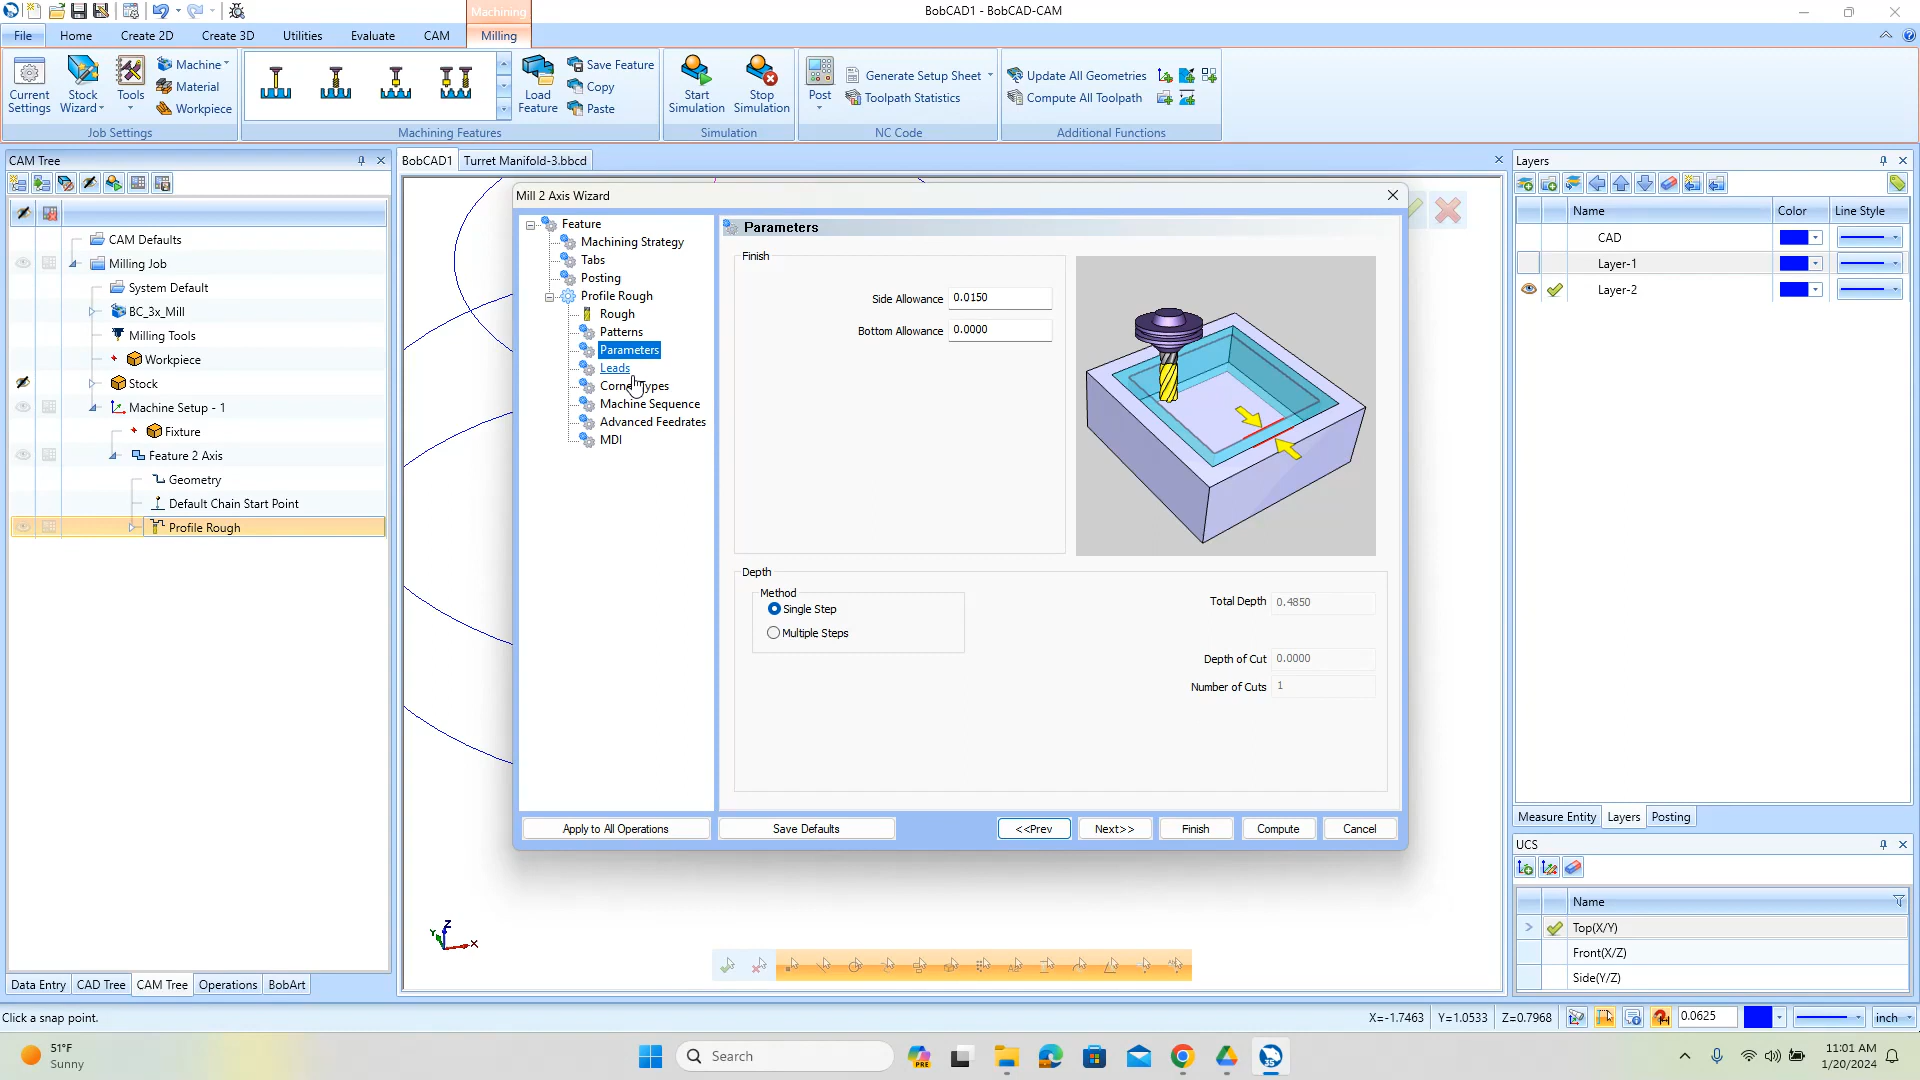 BobCAD1 - BobCAD-CAM
Machining
File Home Create 2D Create 3D Utilities Evaluate CAM Milling
Current Settings
Stock Wizard
Tools
Machine
Material
Workpiece
Job Settings
Load Feature
Save Feature
Copy
Paste
Machining Features
Start Simulation
Stop Simulation
Simulation
Post
Generate Setup Sheet
Toolpath Statistics
NC Code
Update All Geometries
Compute All Toolpath
Additional Functions
CAM Tree
CAM Defaults
Milling Job
System Default
BC_3x_Mill
Milling Tools
Workpiece
Stock
Machine Setup - 1
Fixture
Feature 2 Axis
Geometry
Default Chain Start Point
Profile Rough
Data Entry CAD Tree CAM Tree Operations BobArt
BobCAD1 Turret Manifold-3.bbcd
Mill 2 Axis Wizard
Feature
Machining Strategy
Tabs
Posting
Profile Rough
Rough
Patterns
Parameters
Leads
Corner Types
Machine Sequence
Advanced Feedrates
MDI
Parameters
Finish
Side Allowance 0.0150
Bottom Allowance 0.0000
Depth
Method
Single Step
Multiple Steps
Total Depth 0.4850
Depth of Cut 0.0000
Number of Cuts 1
Apply to All Operations Save Defaults <<Prev Next>> Finish Compute Cancel
Z
Y
X
Layers
Name Color Line Style
CAD
Layer-1
Layer-2
Measure Entity Layers Posting
UCS
Name
Top(X/Y)
Front(X/Z)
Side(Y/Z)
Click a snap point.
X=-1.7463 Y=1.0533 Z=0.7968 0.0625 inch
51°F
Sunny
Search
PRE
35
11:01 AM
1/20/2024